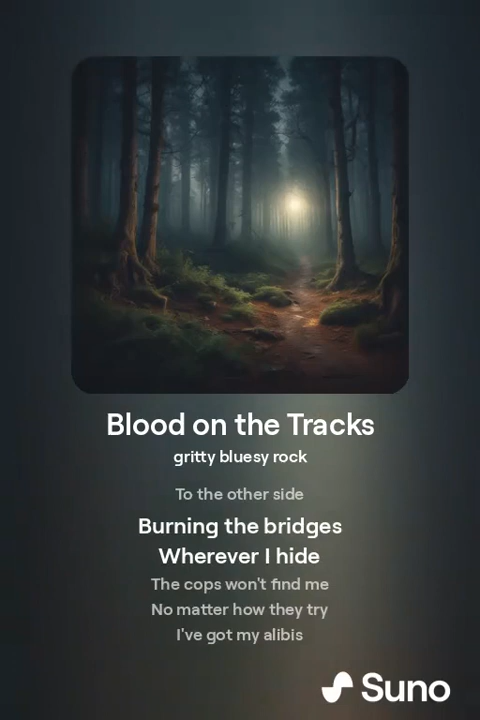 Blood on the Tracks
gritty bluesy rock
To the other side
Burning the bridges
Wherever I hide
The cops won't find me
No matter how they try
I've got my alibis
Suno